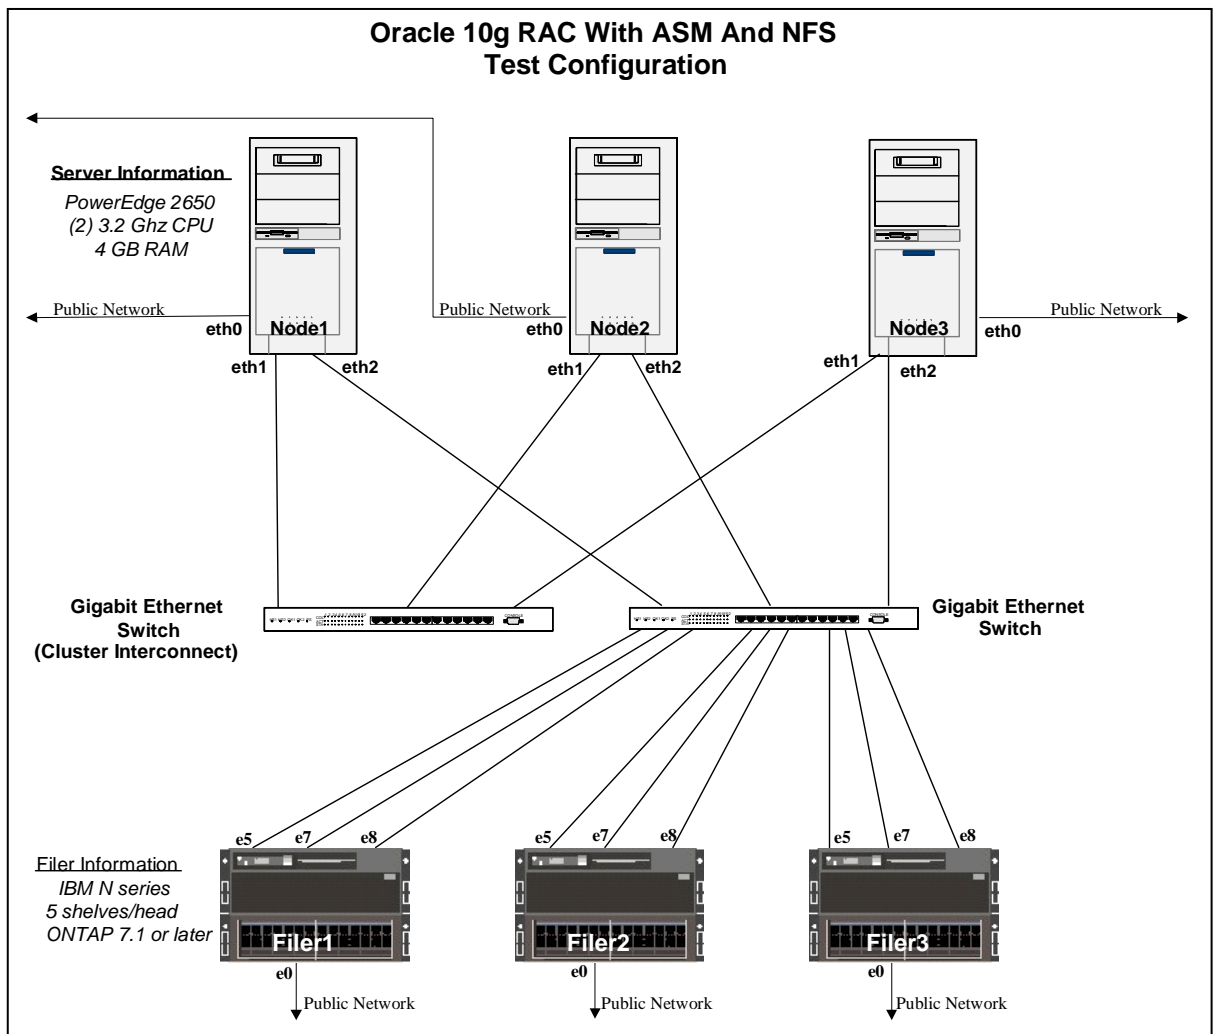 Oracle 10g RAC With ASM And NFS
Test Configuration
Server Information
PowerEdge 2650
(2) 3.2 Ghz CPU
4 GB RAM
Public Network
eth0
Node1
eth1
eth2
Public Network
eth0
Node2
eth1
eth2
Node3
eth0
Public Network
eth1
eth2
Gigabit Ethernet
Switch
(Cluster Interconnect)
Gigabit Ethernet
Switch
e5
e7
e8
e5
e7
e8
e5
e7
e8
Filer Information
IBM N series
5 shelves/head
ONTAP 7.1 or later
Filer1
Filer2
Filer3
e0
Public Network
e0
Public Network
e0
Public Network